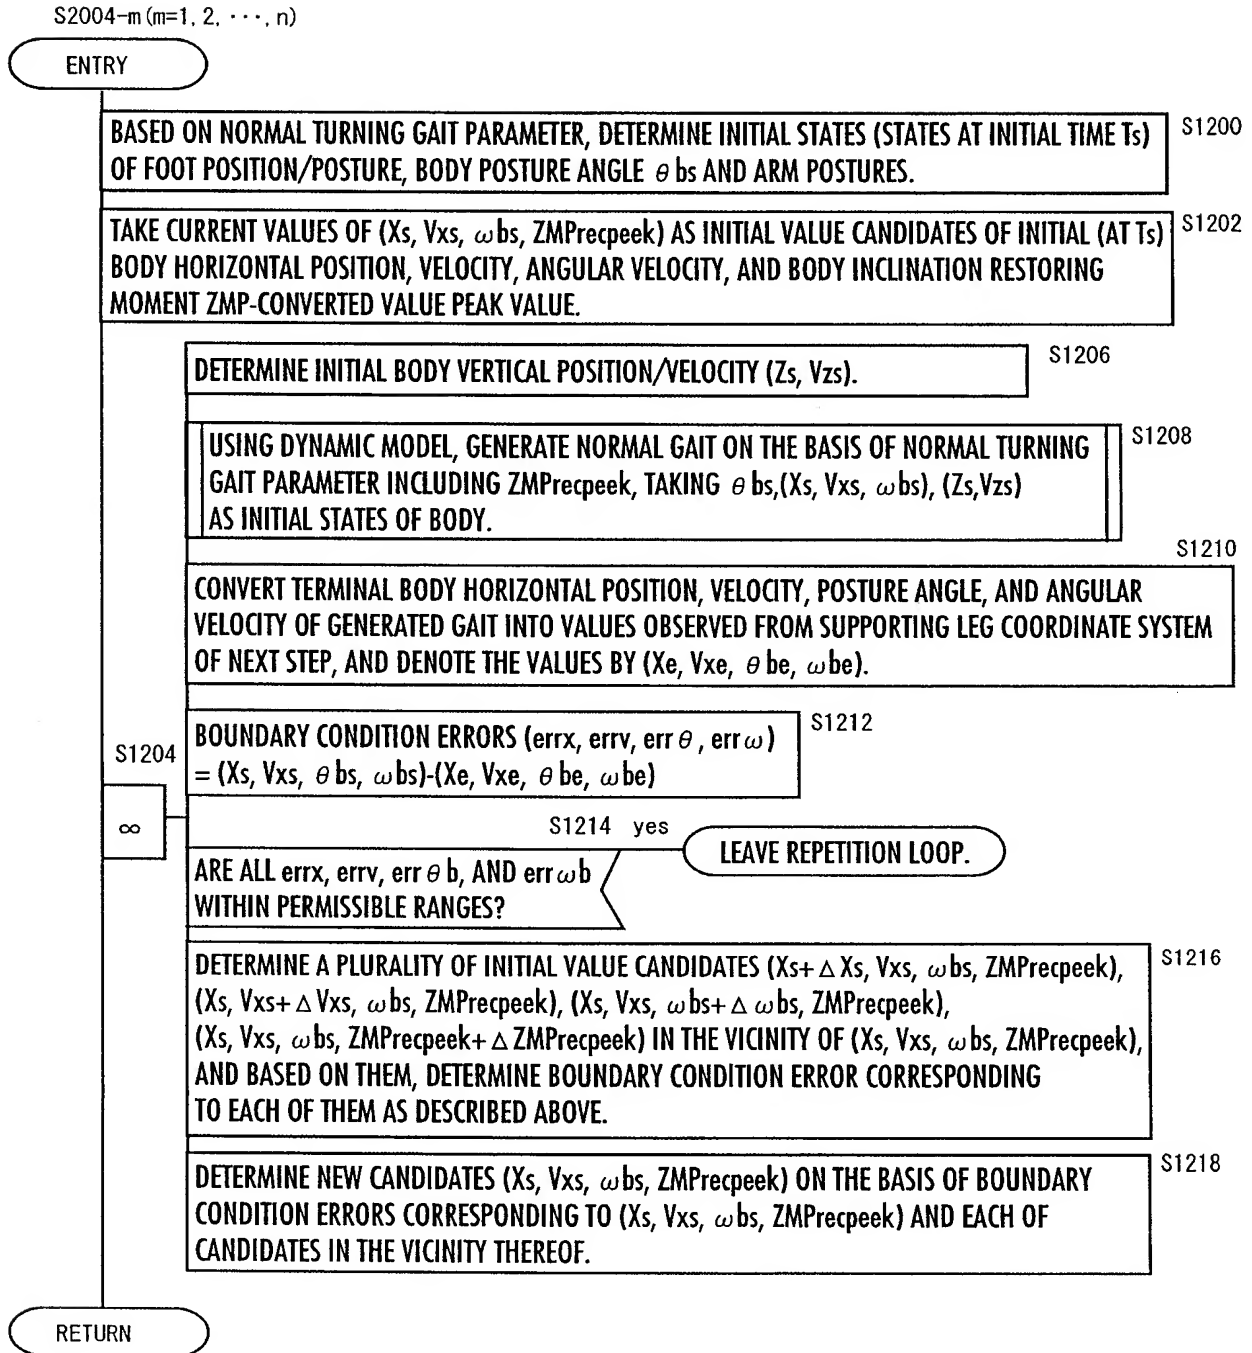 S2004-m(m=1, 2, ···, n)
ENTRY
S1200
BASED ON NORMAL TURNING GAIT PARAMETER, DETERMINE INITIAL STATES (STATES AT INITIAL TIME Ts)
OF FOOT POSITION/POSTURE, BODY POSTURE ANGLE θbs AND ARM POSTURES.
S1202
TAKE CURRENT VALUES OF (Xs, Vxs, ωbs, ZMPrecpeek) AS INITIAL VALUE CANDIDATES OF INITIAL (AT Ts)
BODY HORIZONTAL POSITION, VELOCITY, ANGULAR VELOCITY, AND BODY INCLINATION RESTORING
MOMENT ZMP-CONVERTED VALUE PEAK VALUE.
S1206
DETERMINE INITIAL BODY VERTICAL POSITION/VELOCITY (Zs, Vzs).
S1208
USING DYNAMIC MODEL, GENERATE NORMAL GAIT ON THE BASIS OF NORMAL TURNING
GAIT PARAMETER INCLUDING ZMPrecpeek, TAKING θbs,(Xs, Vxs, ωbs), (Zs,Vzs)
AS INITIAL STATES OF BODY.
S1210
CONVERT TERMINAL BODY HORIZONTAL POSITION, VELOCITY, POSTURE ANGLE, AND ANGULAR
VELOCITY OF GENERATED GAIT INTO VALUES OBSERVED FROM SUPPORTING LEG COORDINATE SYSTEM
OF NEXT STEP, AND DENOTE THE VALUES BY (Xe, Vxe, θbe, ωbe).
S1212
BOUNDARY CONDITION ERRORS (errx, errv, errθ, errω)
= (Xs, Vxs, θbs, ωbs)-(Xe, Vxe, θbe, ωbe)
S1204
∞
S1214 yes
LEAVE REPETITION LOOP.
ARE ALL errx, errv, errθb, AND errωb
WITHIN PERMISSIBLE RANGES?
S1216
DETERMINE A PLURALITY OF INITIAL VALUE CANDIDATES (Xs+ΔXs, Vxs, ωbs, ZMPrecpeek),
(Xs, Vxs+ΔVxs, ωbs, ZMPrecpeek), (Xs, Vxs, ωbs+Δωbs, ZMPrecpeek),
(Xs, Vxs, ωbs, ZMPrecpeek+ΔZMPrecpeek) IN THE VICINITY OF (Xs, Vxs, ωbs, ZMPrecpeek),
AND BASED ON THEM, DETERMINE BOUNDARY CONDITION ERROR CORRESPONDING
TO EACH OF THEM AS DESCRIBED ABOVE.
S1218
DETERMINE NEW CANDIDATES (Xs, Vxs, ωbs, ZMPrecpeek) ON THE BASIS OF BOUNDARY
CONDITION ERRORS CORRESPONDING TO (Xs, Vxs, ωbs, ZMPrecpeek) AND EACH OF
CANDIDATES IN THE VICINITY THEREOF.
RETURN